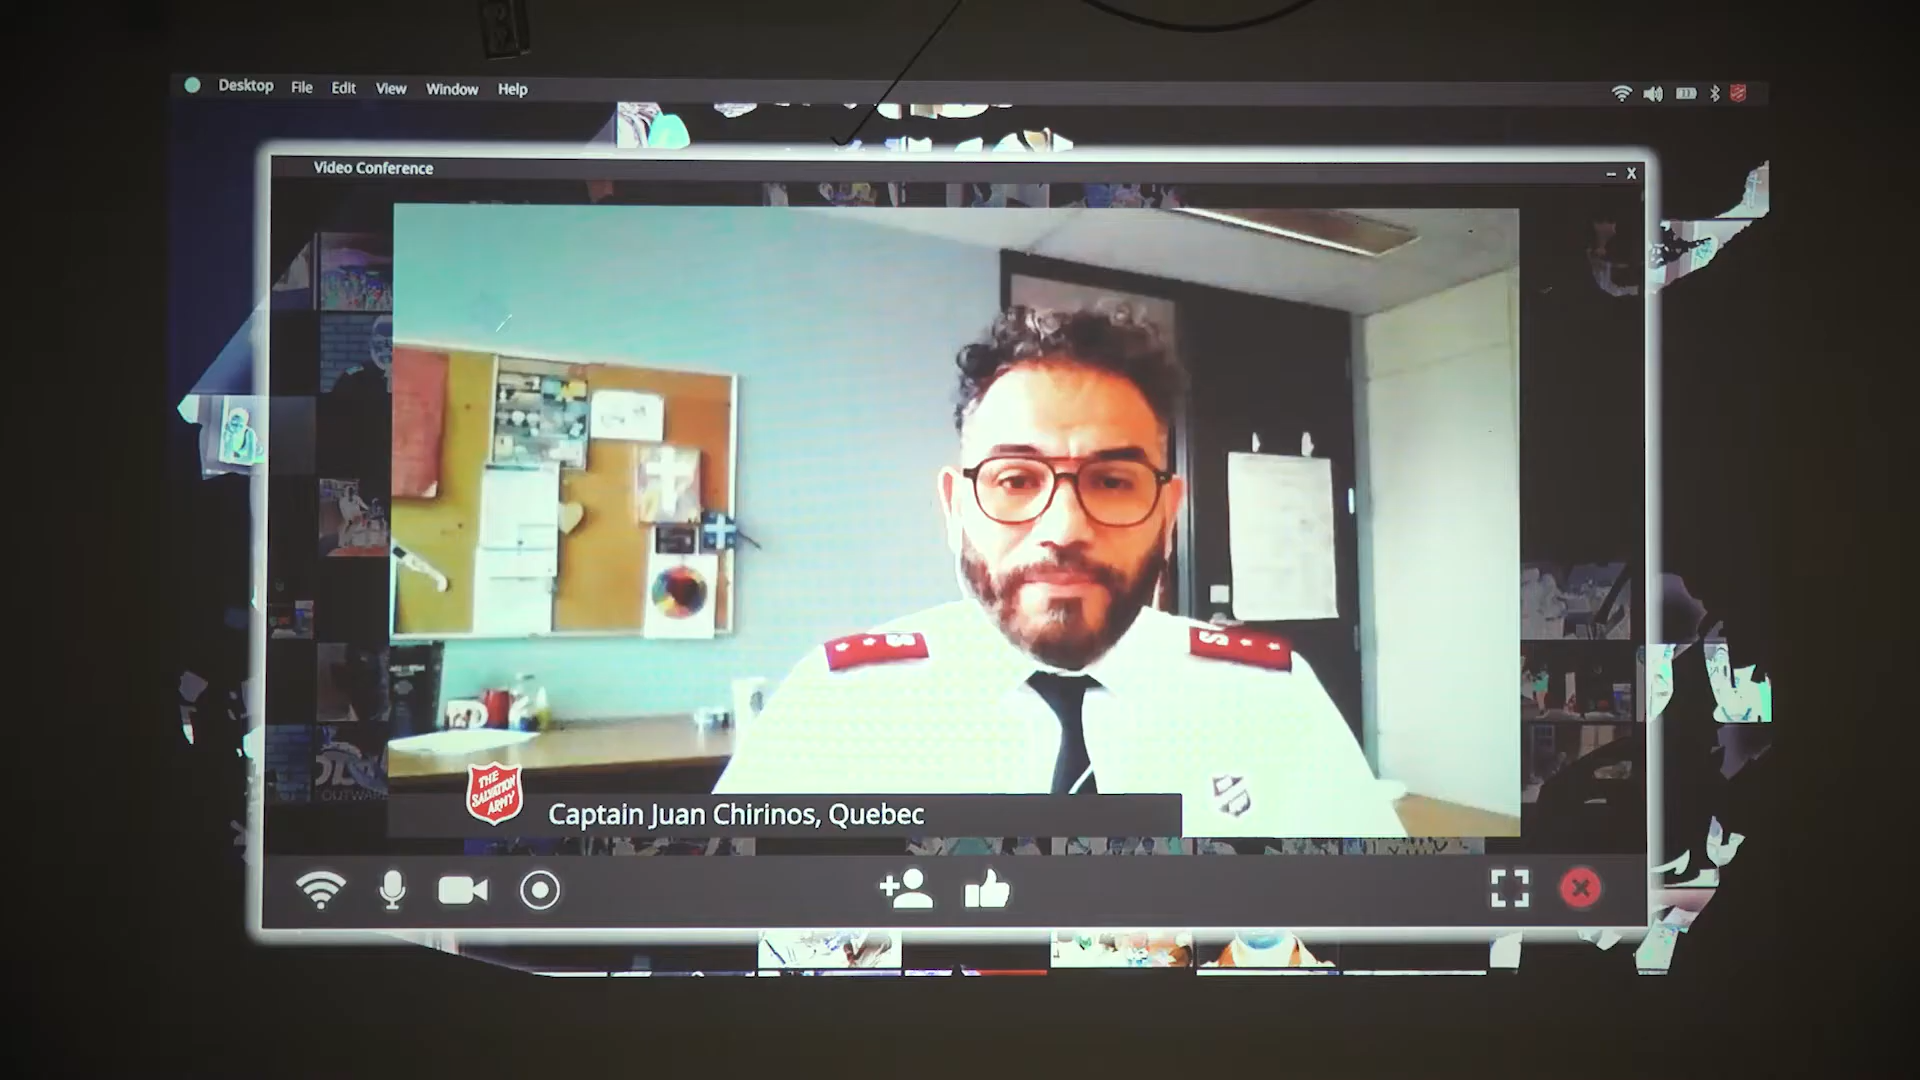 Desktop File Edit View Window Help
Video Conference
THE
SALVATION
ARMY
Captain Juan Chirinos, Quebec